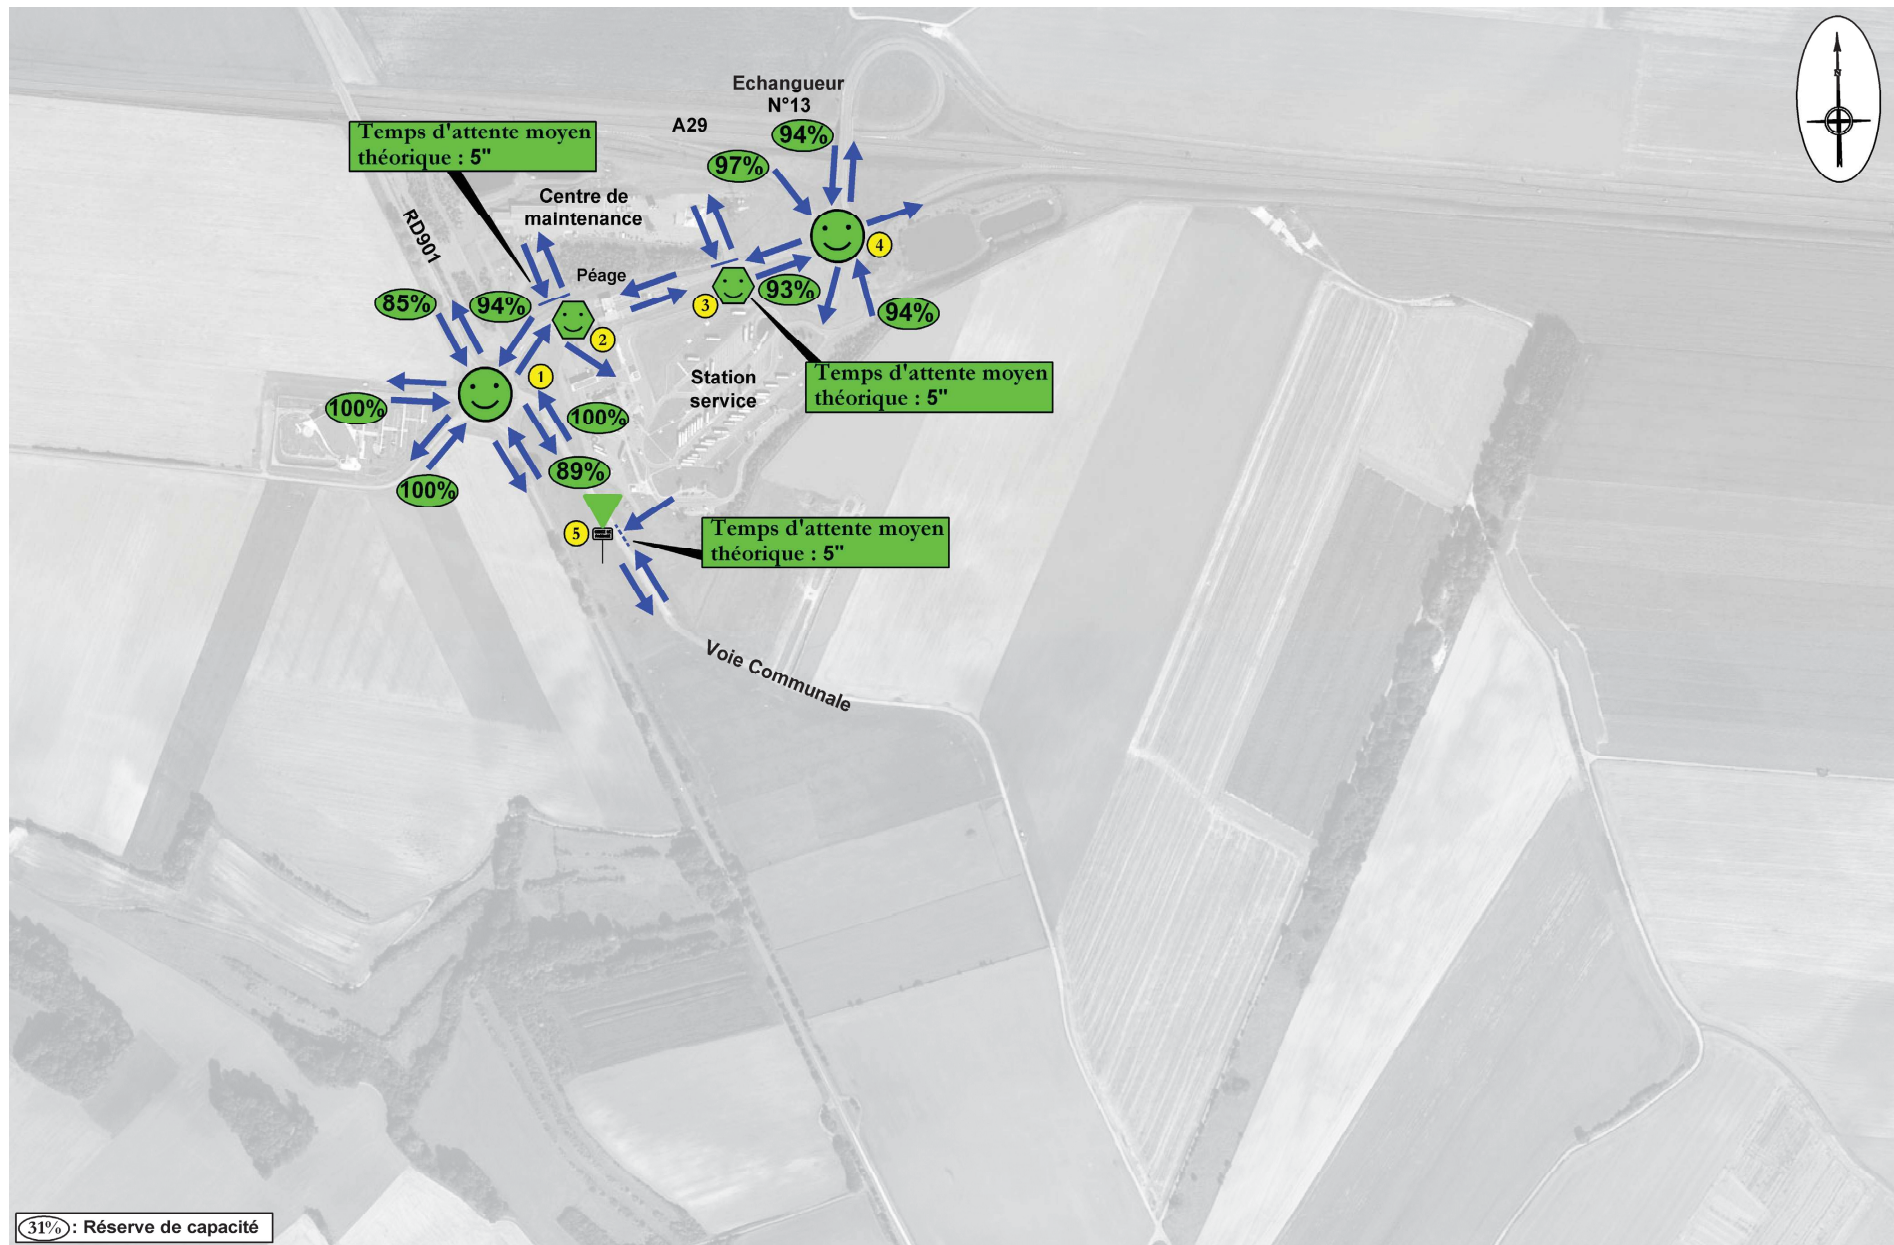 Echangueur
N°13
A29
94%
97%
Temps d'attente moyen
théorique : 5"
Centre de
maIntenance
RD901
Péage
4
85%
94%
3
93%
94%
2
1
Station
service
Temps d'attente moyen
théorique : 5"
100%
100%
89%
100%
5
Temps d'attente moyen
théorique : 5"
Voie Communale
31% : Réserve de capacité
N